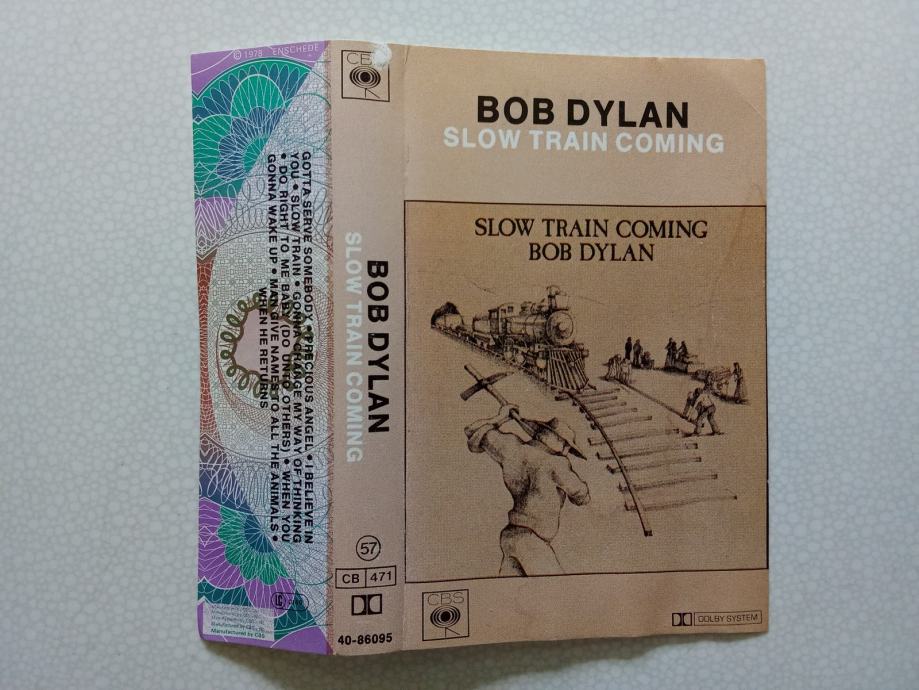 © 1978 ENSCHEDE
GOTTA SERVE SOMEBODY • PRECIOUS ANGEL • I BELIEVE IN
YOU • SLOW TRAIN • GONNA CHANGE MY WAY OF THINKING
• DO RIGHT TO ME BABY (DO UNTO OTHERS) • WHEN YOU
GONNA WAKE UP • MAN GIVE NAMES TO ALL THE ANIMALS •
WHEN HE RETURNS
Manufactured by CBS
CBS
BOB DYLAN
SLOW TRAIN COMING
57
CB 471
40-86095
BOB DYLAN
SLOW TRAIN COMING
SLOW TRAIN COMING
BOB DYLAN
CBS
DOLBY SYSTEM